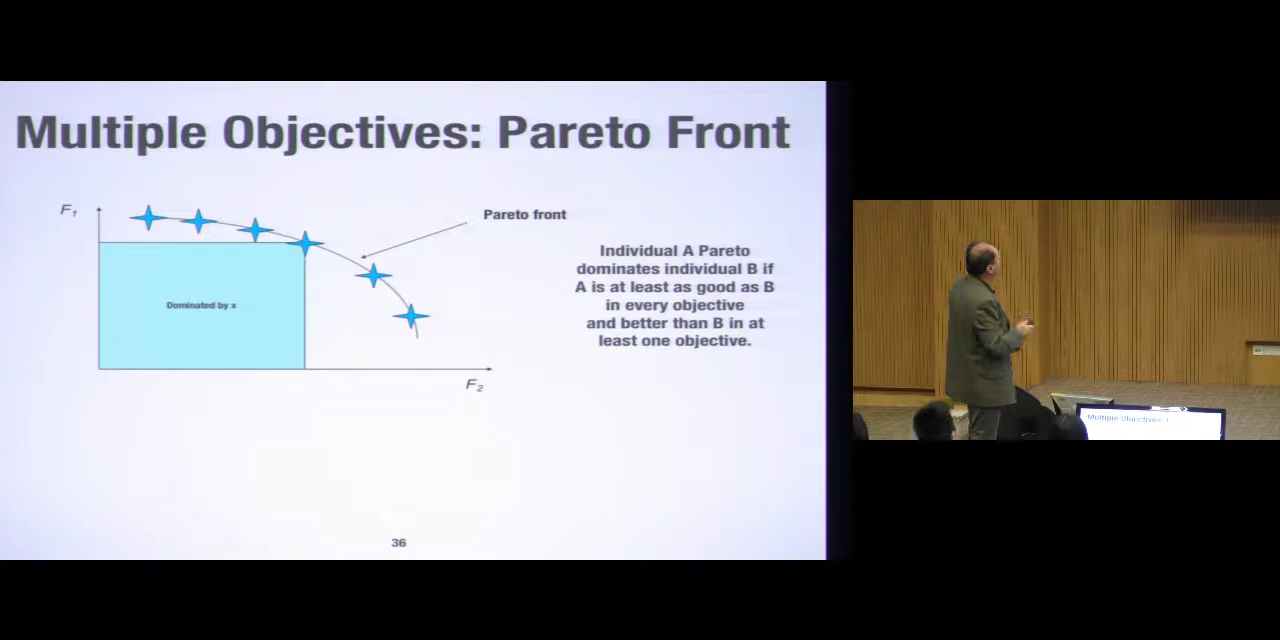 Multiple Objectives: Pareto Front
F1
Pareto front
Individual A Pareto
dominates individual B if
A is at least as good as B
in every objective
and better than B in at
least one objective.
Dominated by x
F2
36
Multiple Objectives: